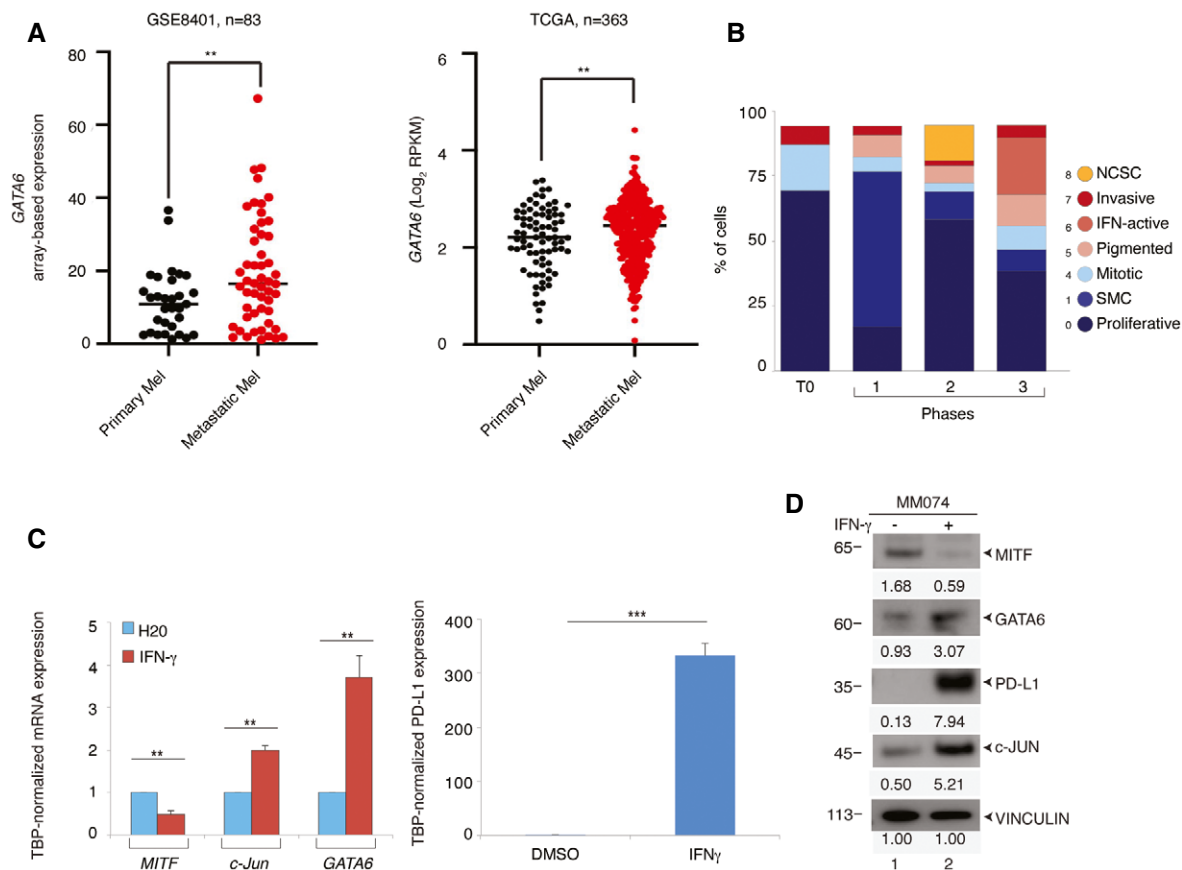 A
GSE8401, n=83
GATA6
array-based expression
80
60
40
20
0
**
Primary Mel
Metastatic Mel
TCGA, n=363
GATA6 (Log2 RPKM)
6
4
2
0
**
Primary Mel
Metastatic Mel
B
% of cells
100
75
50
25
0
T0
1
2
3
Phases
8 NCSC
7 Invasive
6 IFN-active
5 Pigmented
4 Mitotic
1 SMC
0 Proliferative
C
TBP-normalized mRNA expression
5
4
3
2
1
0
H20
IFN-γ
**
**
**
MITF
c-Jun
GATA6
TBP-normalized PD-L1 expression
400
300
200
100
0
***
DMSO
IFNγ
D
MM074
IFN-γ - +
65 MITF
1.68 0.59
60 GATA6
0.93 3.07
35 PD-L1
0.13 7.94
45 c-JUN
0.50 5.21
113 VINCULIN
1.00 1.00
1 2